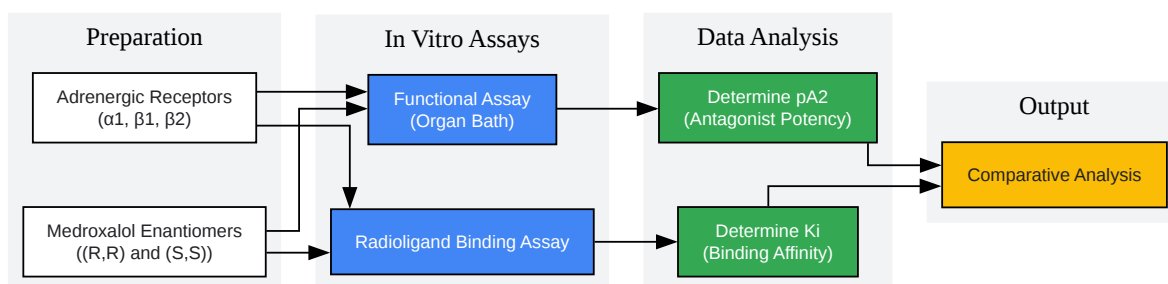 Preparation
Adrenergic Receptors
(α1, β1, β2)
Medroxalol Enantiomers
((R,R) and (S,S))
In Vitro Assays
Functional Assay
(Organ Bath)
Radioligand Binding Assay
Data Analysis
Determine pA2
(Antagonist Potency)
Determine Ki
(Binding Affinity)
Output
Comparative Analysis